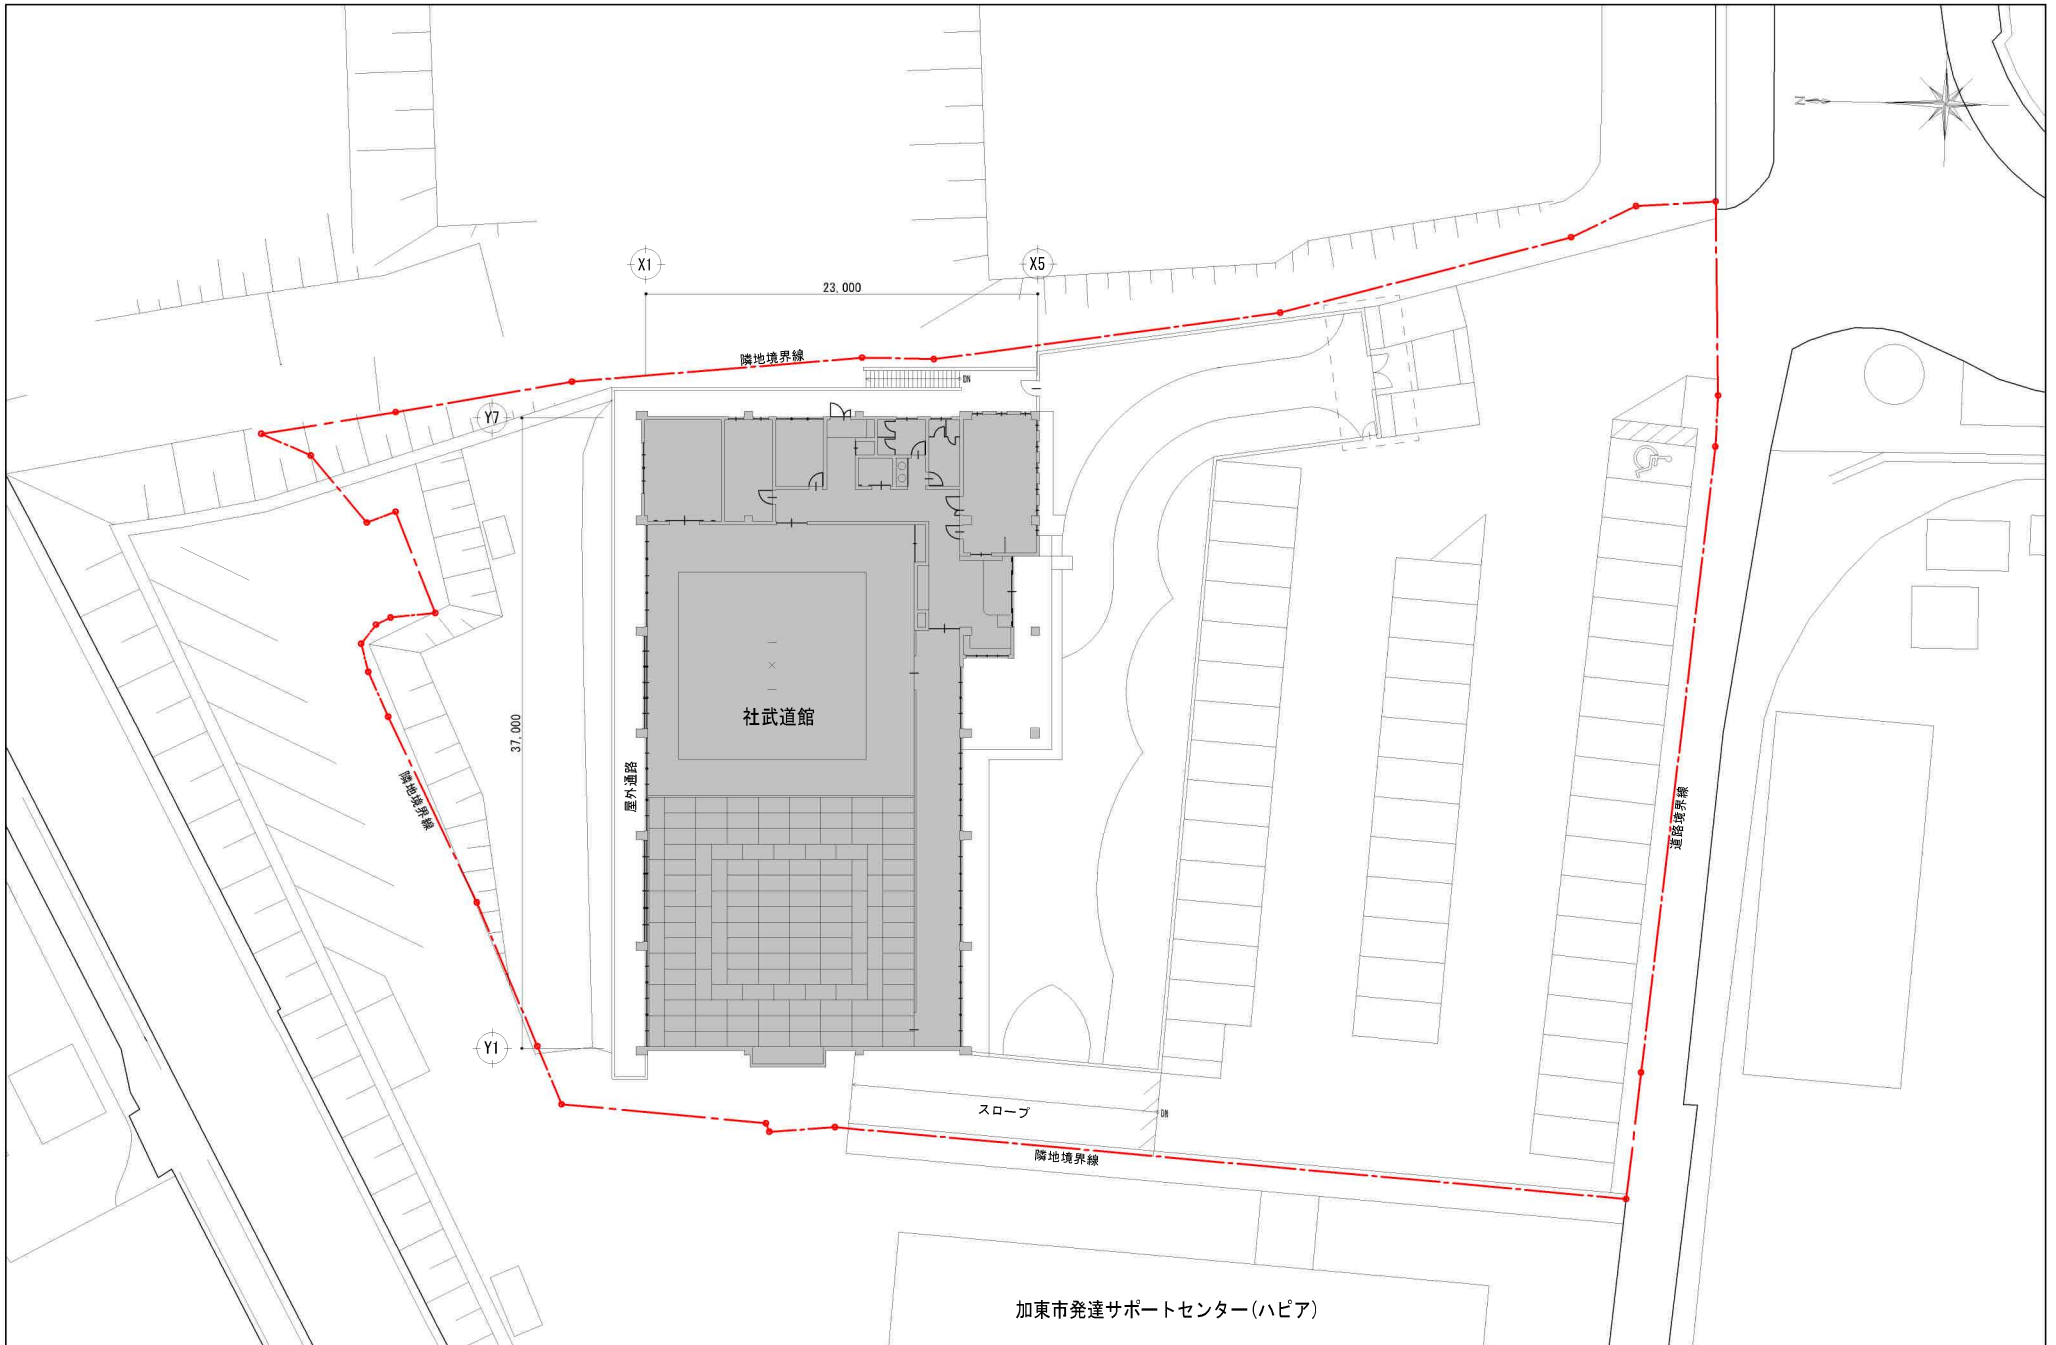 N
X1
X5
23,000
隣地境界線
DN
Y7
社武道館
37,000
屋外通路
隣地境界線
道路境界線
Y1
スロープ
DN
隣地境界線
加東市発達サポートセンター(ハピア)